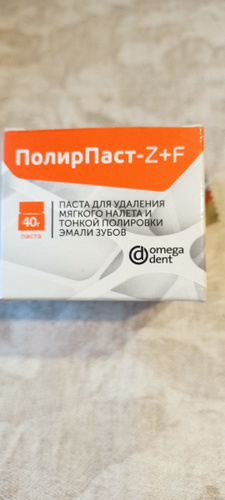 ПолирПаст-Z+F
40г
паста
ПАСТА ДЛЯ УДАЛЕНИЯ
МЯГКОГО НАЛЕТА И
ТОНКОЙ ПОЛИРОВКИ
ЭМАЛИ ЗУБОВ
omega
dent